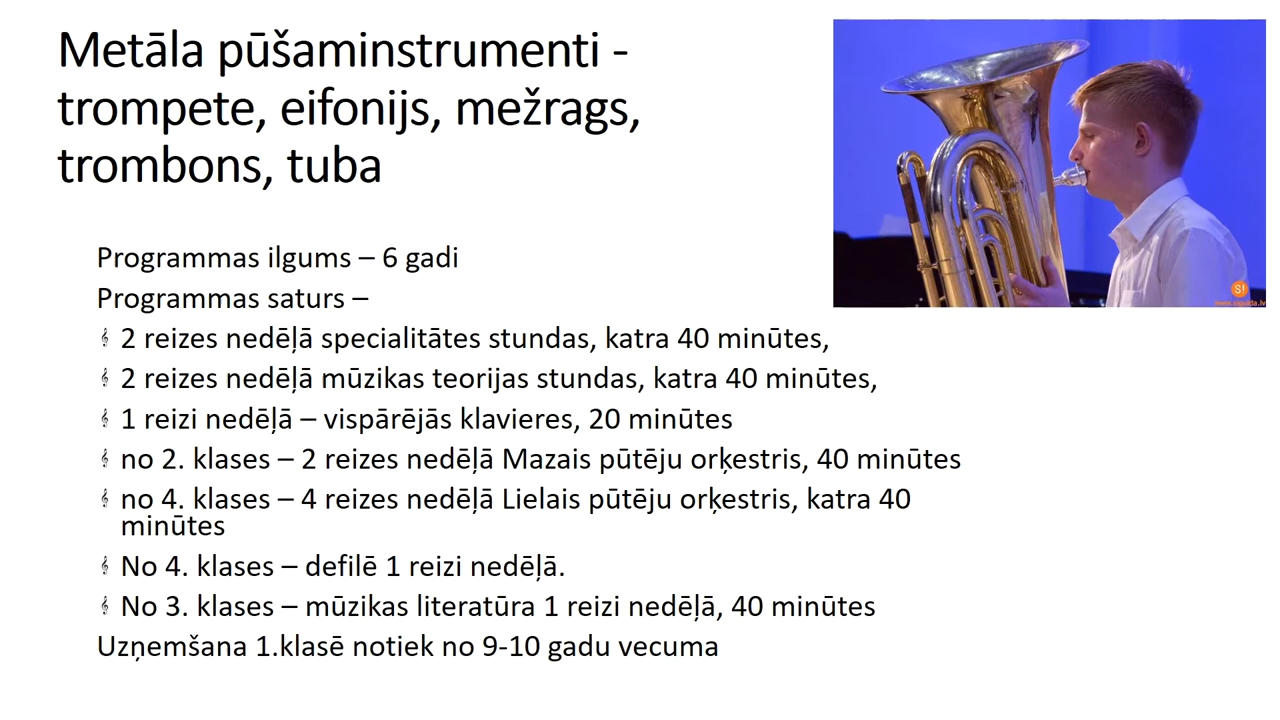 Metāla pūšaminstrumenti -
trompete, eifonijs, mežrags,
trombons, tuba
Programmas ilgums – 6 gadi
Programmas saturs –
2 reizes nedēļā specialitātes stundas, katra 40 minūtes,
2 reizes nedēļā mūzikas teorijas stundas, katra 40 minūtes,
1 reizi nedēļā – vispārējās klavieres, 20 minūtes
no 2. klases – 2 reizes nedēļā Mazais pūtēju orķestris, 40 minūtes
no 4. klases – 4 reizes nedēļā Lielais pūtēju orķestris, katra 40
minūtes
No 4. klases – defilē 1 reizi nedēļā.
No 3. klases – mūzikas literatūra 1 reizi nedēļā, 40 minūtes
Uzņemšana 1.klasē notiek no 9-10 gadu vecuma
S!